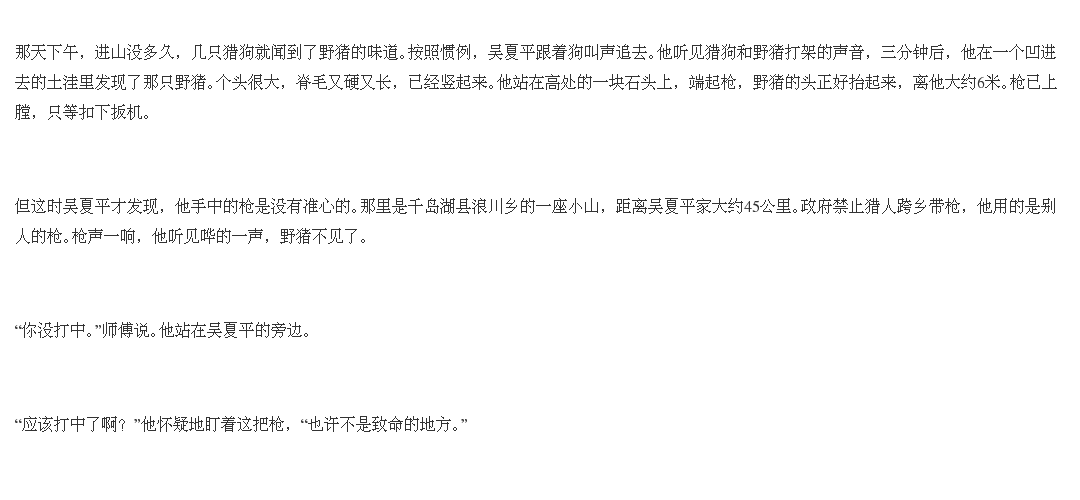 那天下午，进山没多久，几只猎狗就闻到了野猪的味道。按照惯例，吴夏平跟着狗叫声追去。他听见猎狗和野猪打架的声音，三分钟后，他在一个凹进
去的土洼里发现了那只野猪。个头很大，脊毛又硬又长，已经竖起来。他站在高处的一块石头上，端起枪，野猪的头正好抬起来，离他大约6米。枪已上
膛，只等扣下扳机。
但这时吴夏平才发现，他手中的枪是没有准心的。那里是千岛湖县浪川乡的一座小山，距离吴夏平家大约45公里。政府禁止猎人跨乡带枪，他用的是别
人的枪。枪声一响，他听见哗的一声，野猪不见了。
“你没打中。”师傅说。他站在吴夏平的旁边。
“应该打中了啊？”他怀疑地盯着这把枪，“也许不是致命的地方。”